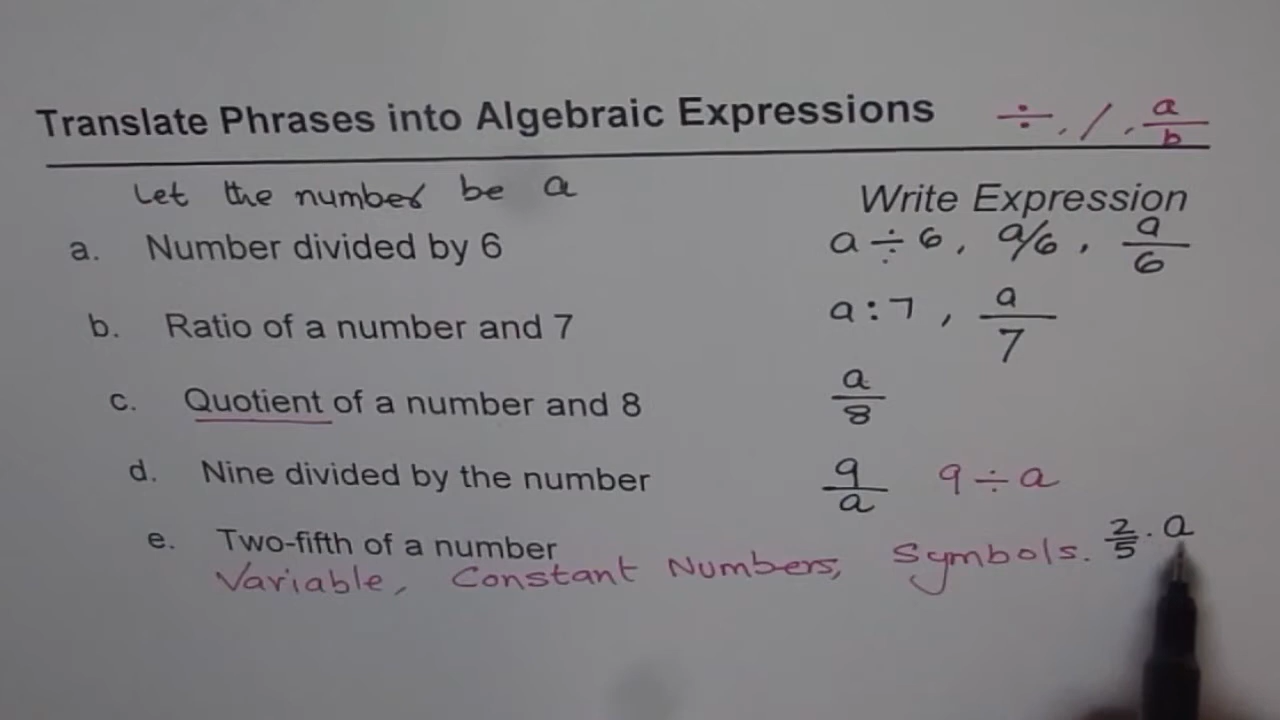 Translate Phrases into Algebraic Expressions ÷, /, a/b
Let the number be a
Write Expression
a. Number divided by 6 a ÷ 6, a/6, a/6
b. Ratio of a number and 7 a : 7, a/7
c. Quotient of a number and 8 a/8
d. Nine divided by the number 9/a 9 ÷ a
e. Two-fifth of a number 2/5 · a
Variable, Constant Numbers, Symbols.